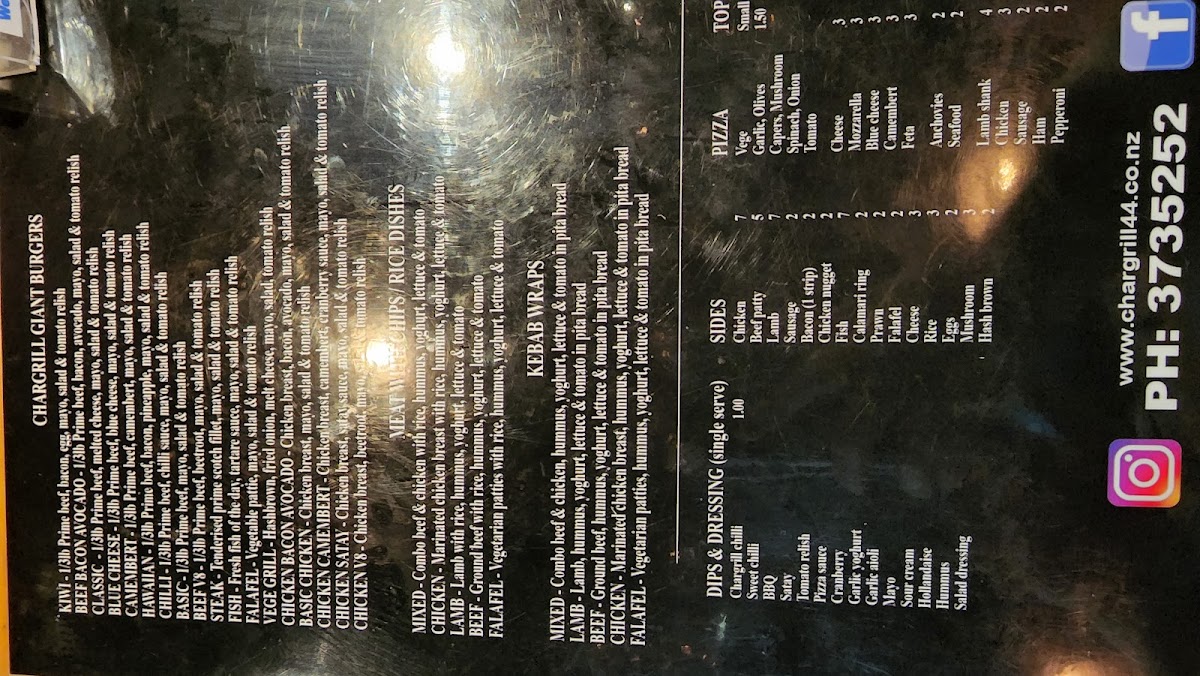 CHARGRILL GIANT BURGERS
KIWI - 1/3lb Prime beef, bacon, egg, mayo, salad & tomato relish
BEEF BACON AVOCADO - 1/3lb Prime beef, bacon, avocado, mayo, salad & tomato relish
CLASSIC - 1/3lb Prime beef, melted cheese, mayo, salad & tomato relish
BLUE CHEESE - 1/3lb Prime beef, blue cheese, mayo, salad & tomato relish
CAMEMBERT - 1/3lb Prime beef, camembert, mayo, salad & tomato relish
HAWAIIAN - 1/3lb Prime beef, bacon, pineapple, mayo, salad & tomato relish
CHILLI - 1/3lb Prime beef, chilli sauce, mayo, salad & tomato relish
BASIC - 1/3lb Prime beef, mayo, salad & tomato relish
BEEF V8 - 1/3lb Prime beef, beetroot, mayo, salad & tomato relish
STEAK - Tenderised prime scotch fillet, mayo, salad & tomato relish
FISH - Fresh fish of the day, tartare sauce, mayo, salad & tomato relish
FALAFEL - Vegetable pattie, mayo, salad & tomato relish
VEGE GRILL - Hashbrown, fried onion, melt cheese, mayo, salad, tomato relish
CHICKEN BACON AVOCADO - Chicken breast, bacon, avocado, mayo, salad & tomato relish
BASIC CHICKEN - Chicken breast, mayo, salad & tomato relish
CHICKEN CAMEMBERT - Chicken breast, camembert, cranberry sauce, mayo, salad & tomato relish
CHICKEN SATAY - Chicken breast, satay sauce, mayo, salad & tomato relish
CHICKEN V8 - Chicken breast, beetroot, mayo, salad & tomato relish
MEAT WITH CHIPS / RICE DISHES
MIXED - Combo beef & chicken with rice, hummus, yoghurt, lettuce & tomato
CHICKEN - Marinated chicken breast with rice, hummus, yoghurt, lettuce, & tomato
LAMB - Lamb with rice, hummus, yoghurt, lettuce & tomato
BEEF - Ground beef with rice, hummus, yoghurt, lettuce & tomato
FALAFEL - Vegetarian patties with rice, hummus, yoghurt, lettuce & tomato
KEBAB WRAPS
MIXED - Combo beef & chicken, hummus, yoghurt, lettuce & tomato in pita bread
LAMB - Lamb, hummus, yoghurt, lettuce & tomato in pita bread
BEEF - Ground beef, hummus, yoghurt, lettuce & tomato in pita bread
CHICKEN - Marinated chicken breast, hummus, yoghurt, lettuce & tomato in pita bread
FALAFEL - Vegetarian patties, hummus, yoghurt, lettuce & tomato in pita bread
DIPS & DRESSING (single serve)
1.00
Chargrill chilli
Sweet chilli
BBQ
Satay
Tomato relish
Pizza sauce
Cranberry
Garlic yoghurt
Garlic aioli
Mayo
Sour cream
Hollandaise
Hummus
Salad dressing
SIDES
Chicken 7
Beef patty 5
Lamb 7
Sausage 2
Bacon (1 strip) 2
Chicken nugget 2
Fish 7
Calamari ring 2
Prawn 2
Falafel 2
Cheese 3
Rice 3
Eggs 2
Mushroom 3
Hash brown 2
PIZZA TOP
Vege Small
Garlic, Olives 1.50
Capers, Mushroom
Spinach, Onion
Tomato
Cheese 3
Mozzarella 3
Blue cheese 3
Camembert 3
Feta 3
Anchovies 2
Seafood 2
Lamb shank 4
Chicken 3
Sausage 2
Ham 2
Pepperoni 2
www.chargrill44.co.nz
PH: 3735252